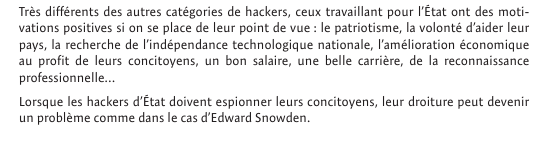 Très différents des autres catégories de hackers, ceux travaillant pour l’État ont des moti-
vations positives si on se place de leur point de vue : le patriotisme, la volonté d’aider leur
pays, la recherche de l’indépendance technologique nationale, l’amélioration économique
au profit de leurs concitoyens, un bon salaire, une belle carrière, de la reconnaissance
professionnelle...
Lorsque les hackers d’État doivent espionner leurs concitoyens, leur droiture peut devenir
un problème comme dans le cas d’Edward Snowden.